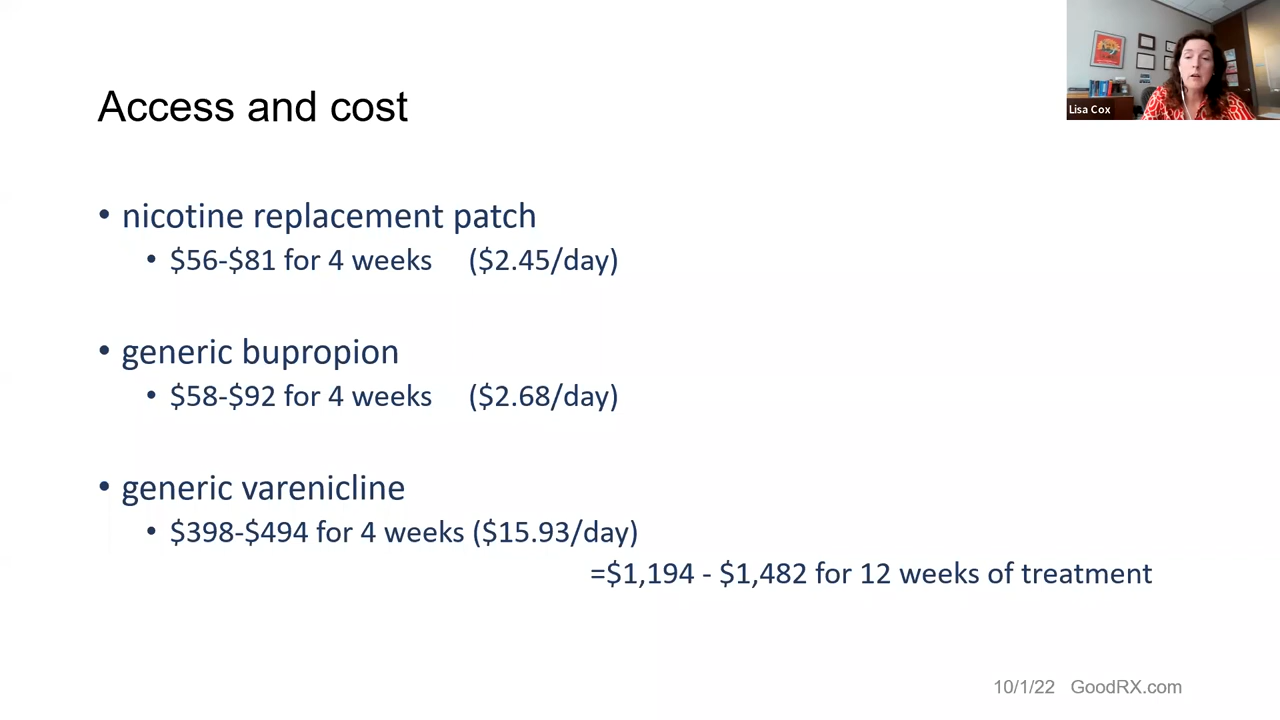 Lisa Cox
Access and cost
• nicotine replacement patch
• $56-$81 for 4 weeks ($2.45/day)
• generic bupropion
• $58-$92 for 4 weeks ($2.68/day)
• generic varenicline
• $398-$494 for 4 weeks ($15.93/day)
=$1,194 - $1,482 for 12 weeks of treatment
10/1/22 GoodRX.com